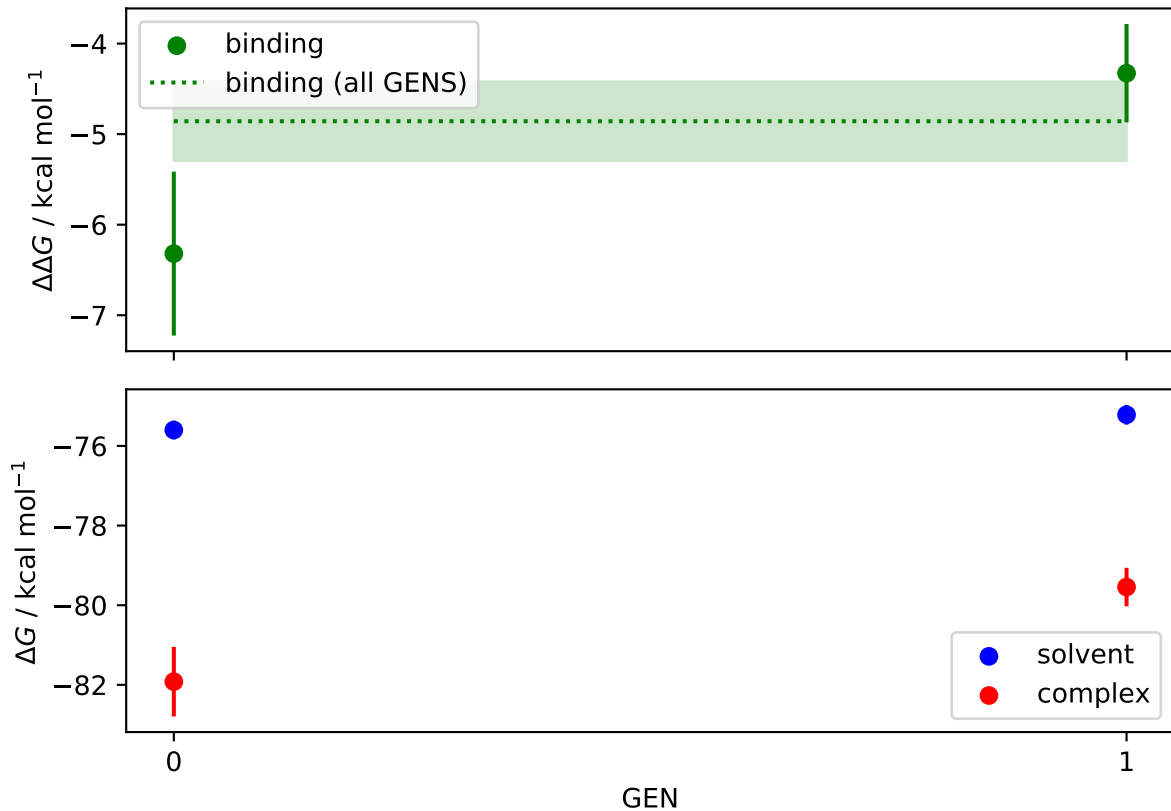 binding
binding (all GENS)
ΔΔG / kcal mol⁻¹
−4
−5
−6
−7
ΔG / kcal mol⁻¹
−76
−78
−80
−82
solvent
complex
0
1
GEN